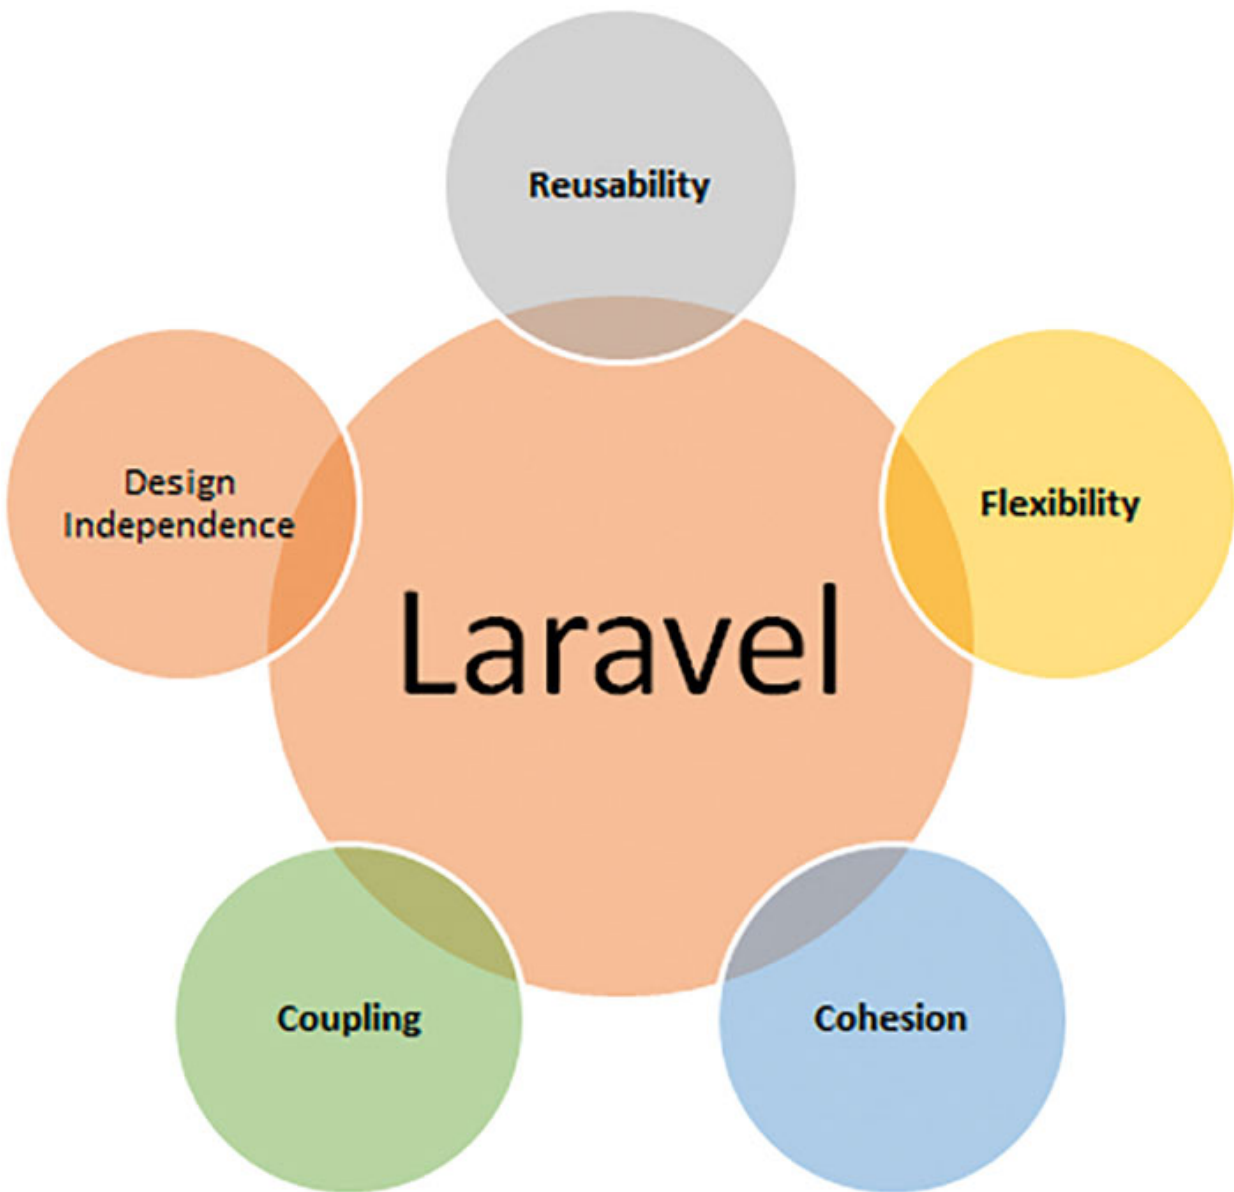 Reusability
Design
Independence
Flexibility
Laravel
Coupling
Cohesion